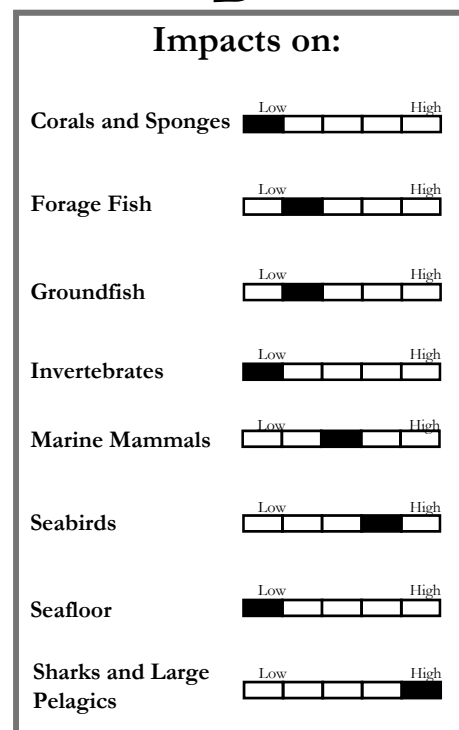 Impacts on:
Low High
Corals and Sponges
Low High
Forage Fish
Low High
Groundfish
Low High
Invertebrates
Low High
Marine Mammals
Low High
Seabirds
Low High
Seafloor
Sharks and Large
Low High
Pelagics